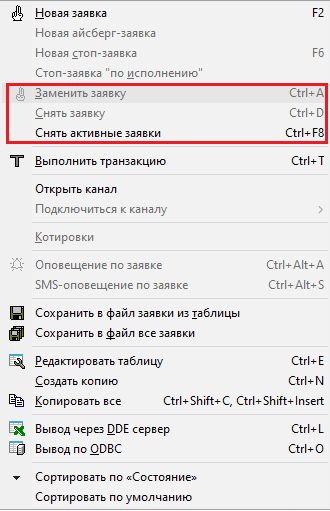 Новая заявка F2
Новая айсберг-заявка
Новая стоп-заявка F6
Стоп-заявка "по исполнению"
Заменить заявку Ctrl+A
Снять заявку Ctrl+D
Снять активные заявки Ctrl+F8
Выполнить транзакцию Ctrl+T
Открыть канал
Подключиться к каналу
Котировки
Оповещение по заявке Ctrl+Alt+A
SMS-оповещение по заявке Ctrl+Alt+S
Сохранить в файл заявки из таблицы
Сохранить в файл все заявки
Редактировать таблицу Ctrl+E
Создать копию Ctrl+N
Копировать все Ctrl+Shift+C, Ctrl+Shift+Insert
Вывод через DDE сервер Ctrl+L
Вывод по ODBC Ctrl+O
Сортировать по «Состояние»
Сортировать по умолчанию